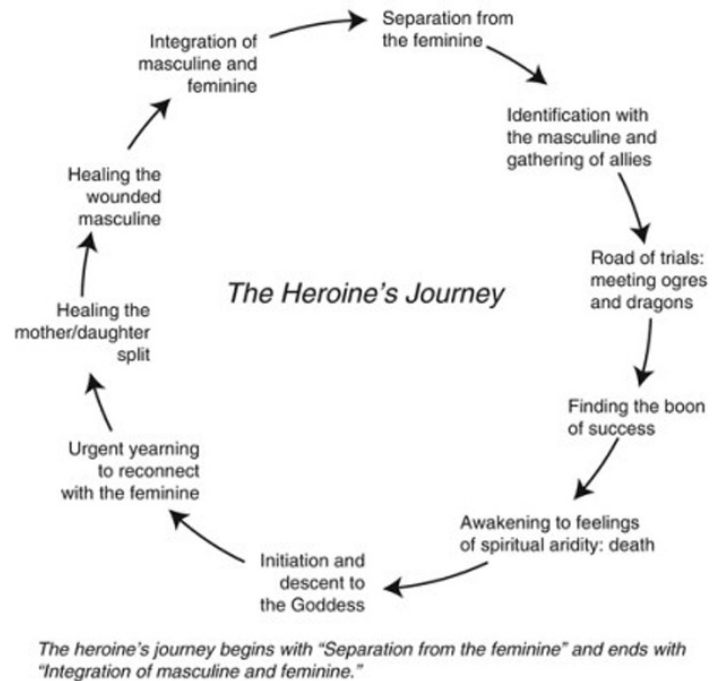 Separation from
the feminine
Identification with
the masculine and
gathering of allies
Road of trials:
meeting ogres
and dragons
Finding the boon
of success
Awakening to feelings
of spiritual aridity: death
Initiation and
descent to
the Goddess
Urgent yearning
to reconnect
with the feminine
Healing the
mother/daughter
split
Healing the
wounded
masculine
Integration of
masculine and
feminine
The Heroine’s Journey
The heroine’s journey begins with “Separation from the feminine” and ends with
“Integration of masculine and feminine.”